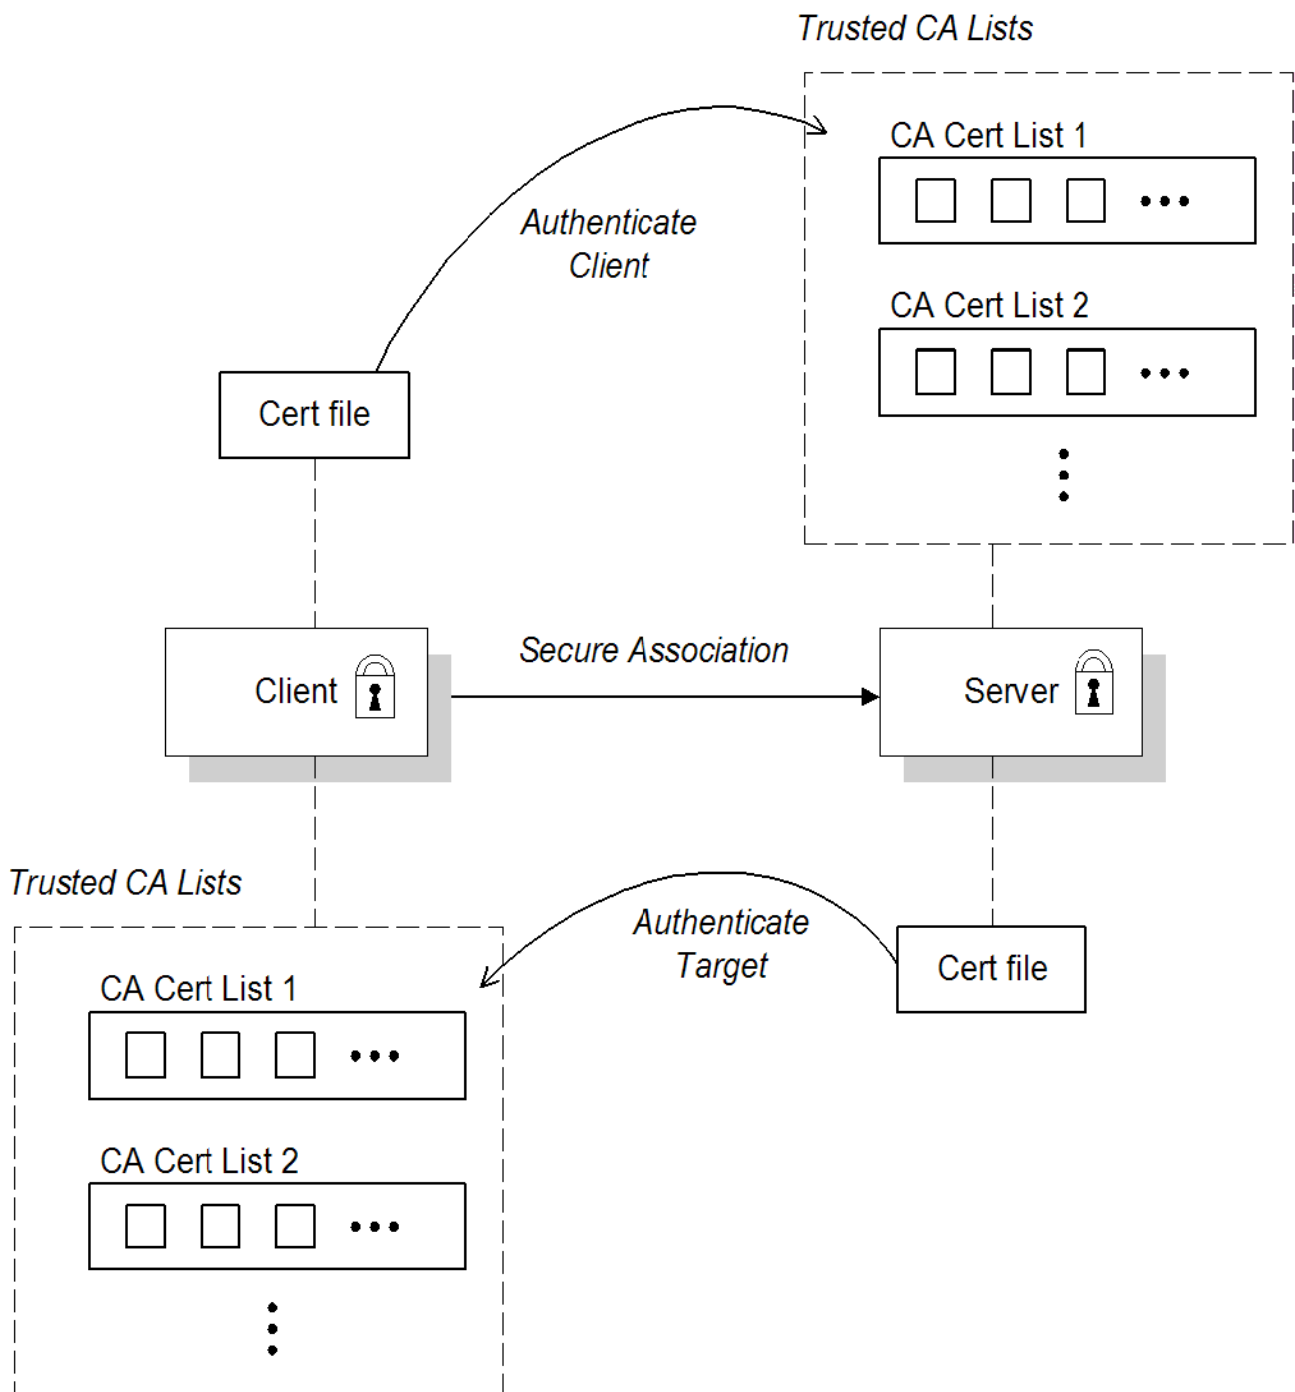 Trusted CA Lists
CA Cert List 1
Authenticate
Client
CA Cert List 2
Cert file
Secure Association
Client
Server
Trusted CA Lists
Authenticate
Target
Cert file
CA Cert List 1
CA Cert List 2